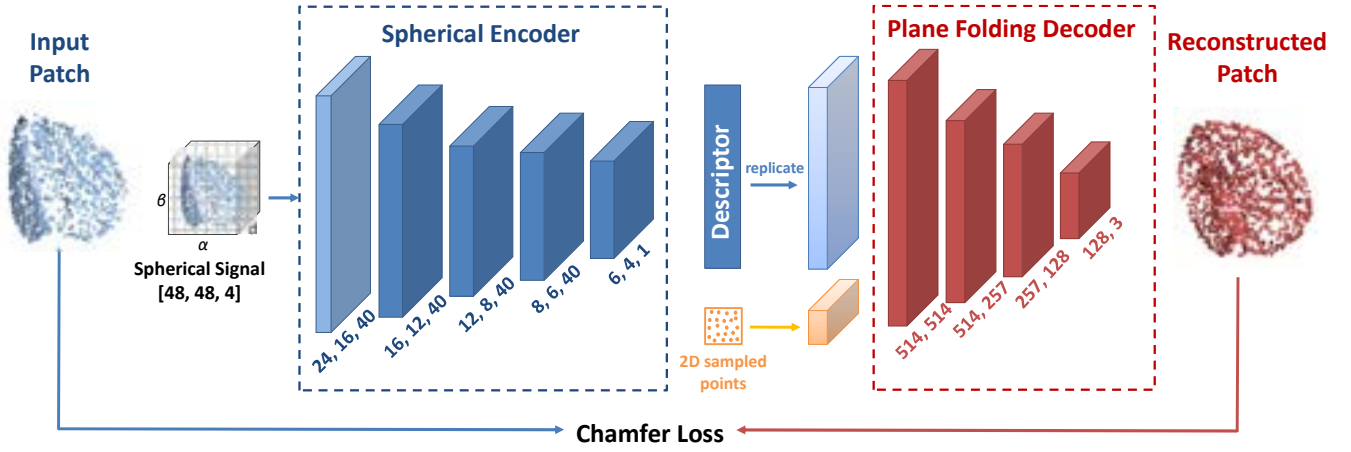 Input
Patch
β
α
Spherical Signal
[48, 48, 4]
Spherical Encoder
24, 16, 40
16, 12, 40
12, 8, 40
8, 6, 40
6, 4, 1
Descriptor
replicate
2D sampled
points
Plane Folding Decoder
514, 514
514, 257
257, 128
128, 3
Reconstructed
Patch
Chamfer Loss